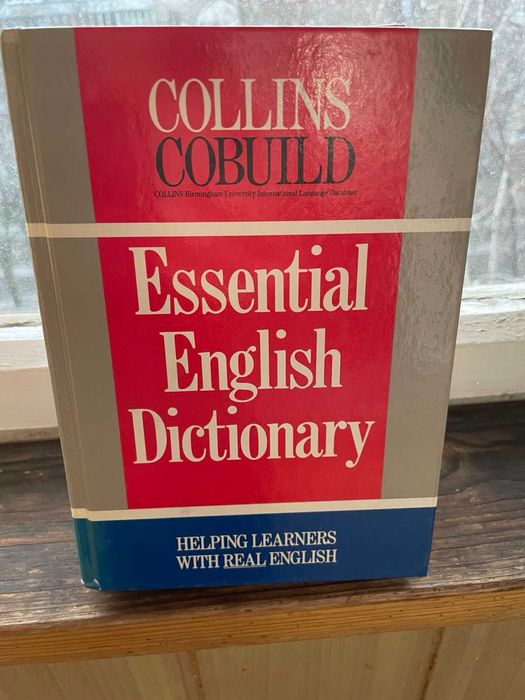 COLLINS
COBUILD
COLLINS Birmingham University International Language Database
Essential
English
Dictionary
HELPING LEARNERS
WITH REAL ENGLISH